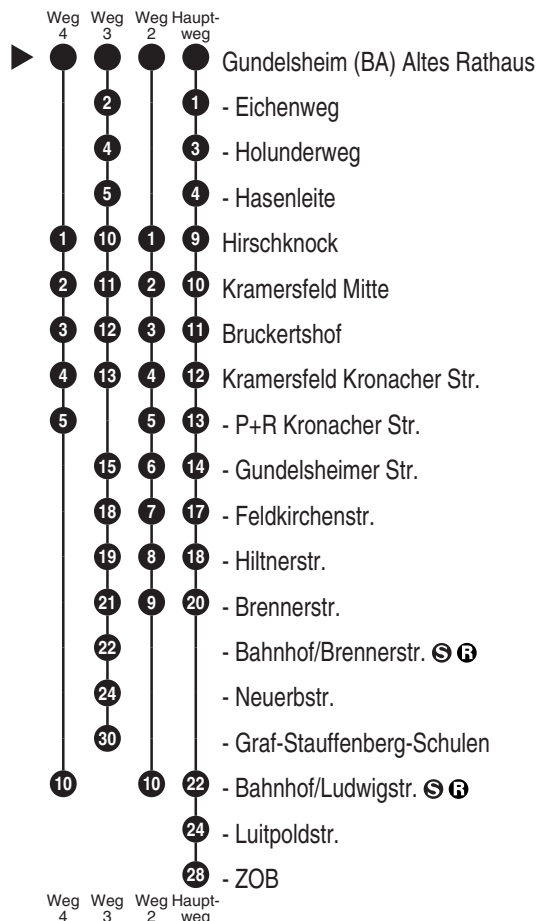 Weg Weg Weg Haupt-
4 3 2 weg
Gundelsheim (BA) Altes Rathaus
2 1 - Eichenweg
4 3 - Holunderweg
5 4 - Hasenleite
1 10 1 9 Hirschknock
2 11 2 10 Kramersfeld Mitte
3 12 3 11 Bruckertshof
4 13 4 12 Kramersfeld Kronacher Str.
5 5 13 - P+R Kronacher Str.
15 6 14 - Gundelsheimer Str.
18 7 17 - Feldkirchenstr.
19 8 18 - Hiltnerstr.
21 9 20 - Brennerstr.
22 - Bahnhof/Brennerstr. S R
24 - Neuerbstr.
30 - Graf-Stauffenberg-Schulen
10 10 22 - Bahnhof/Ludwigstr. S R
24 - Luitpoldstr.
28 - ZOB
Weg Weg Weg Haupt-
4 3 2 weg